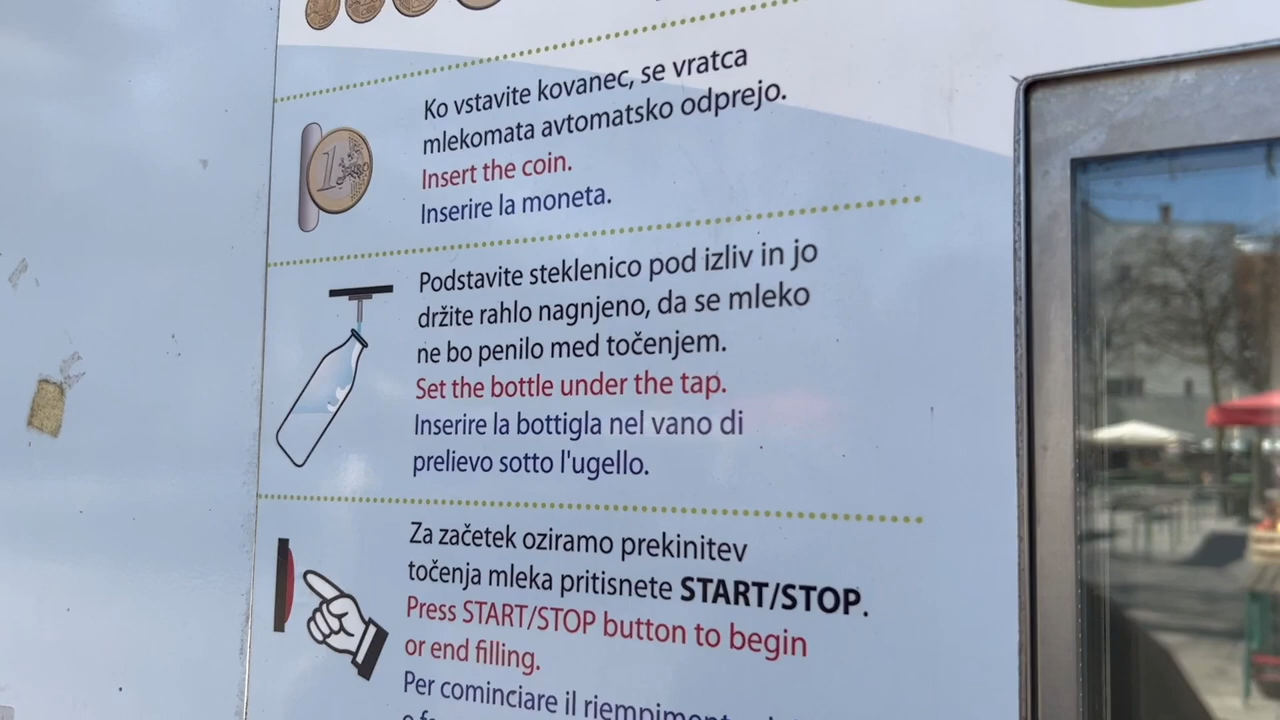 Ko vstavite kovanec, se vratca
mlekomata avtomatsko odprejo.
Insert the coin.
Inserire la moneta.
1
Podstavite steklenico pod izliv in jo
držite rahlo nagnjeno, da se mleko
ne bo penilo med točenjem.
Set the bottle under the tap.
Inserire la bottigla nel vano di
prelievo sotto l'ugello.
Za začetek oziramo prekinitev
točenja mleka pritisnete START/STOP.
Press START/STOP button to begin
or end filling.
Per cominciare il